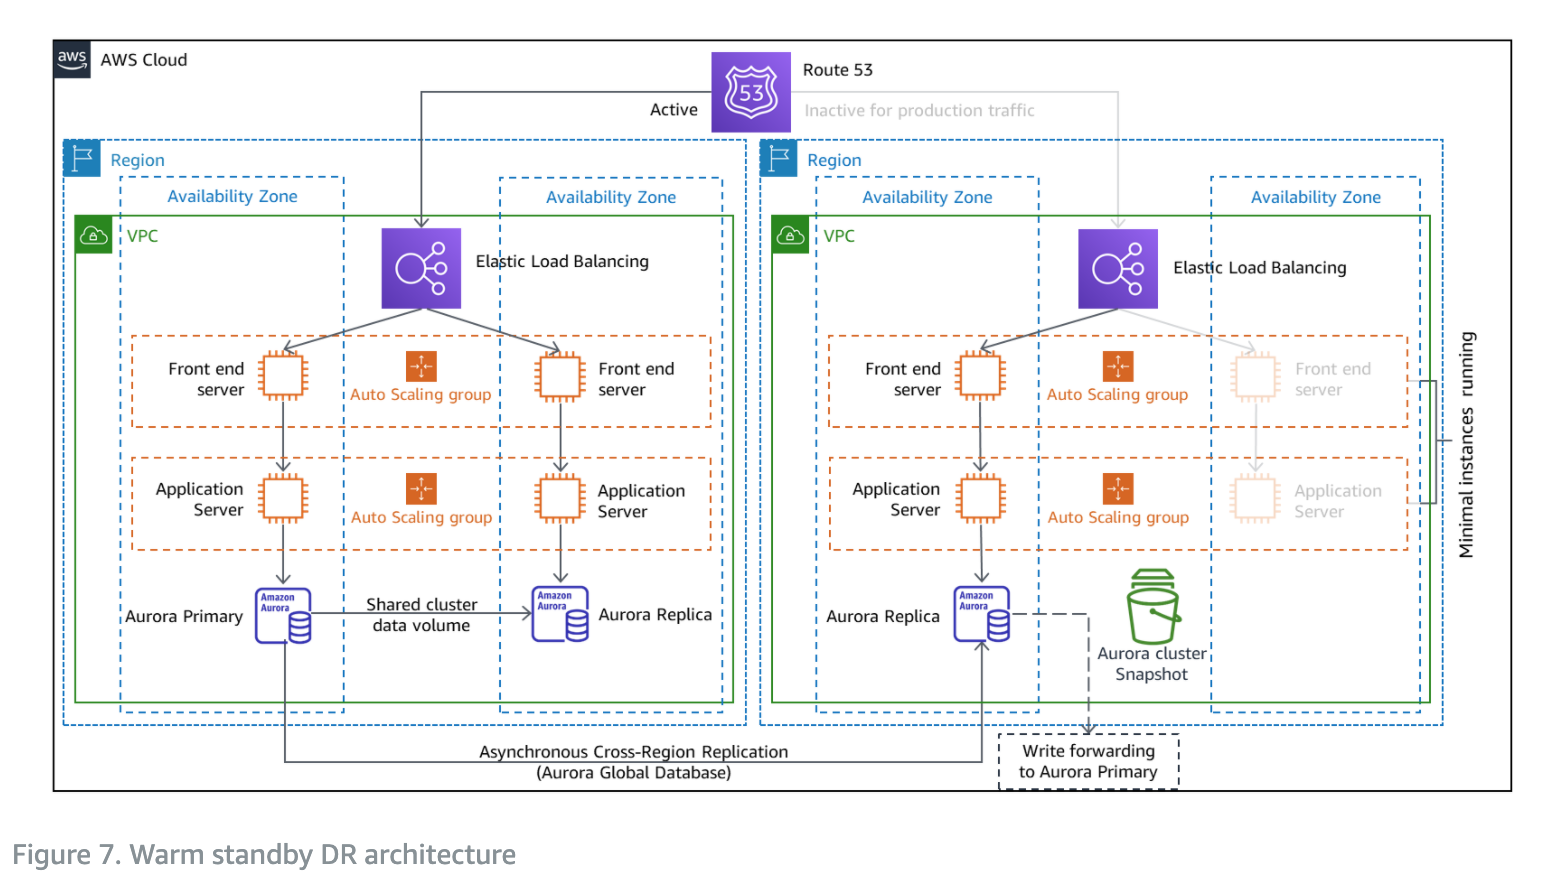 aws
AWS Cloud
53
Route 53
Active
Inactive for production traffic
Region
Availability Zone
Availability Zone
VPC
Elastic Load Balancing
Front end
server
Auto Scaling group
Front end
server
Application
Server
Auto Scaling group
Application
Server
Aurora Primary
Amazon
Aurora
Shared cluster
data volume
Amazon
Aurora
Aurora Replica
Region
Availability Zone
Availability Zone
VPC
Elastic Load Balancing
Front end
server
Auto Scaling group
Front end
server
Application
Server
Auto Scaling group
Application
Server
Minimal instances running
Aurora Replica
Amazon
Aurora
Aurora cluster
Snapshot
Asynchronous Cross-Region Replication
(Aurora Global Database)
Write forwarding
to Aurora Primary
Figure 7. Warm standby DR architecture